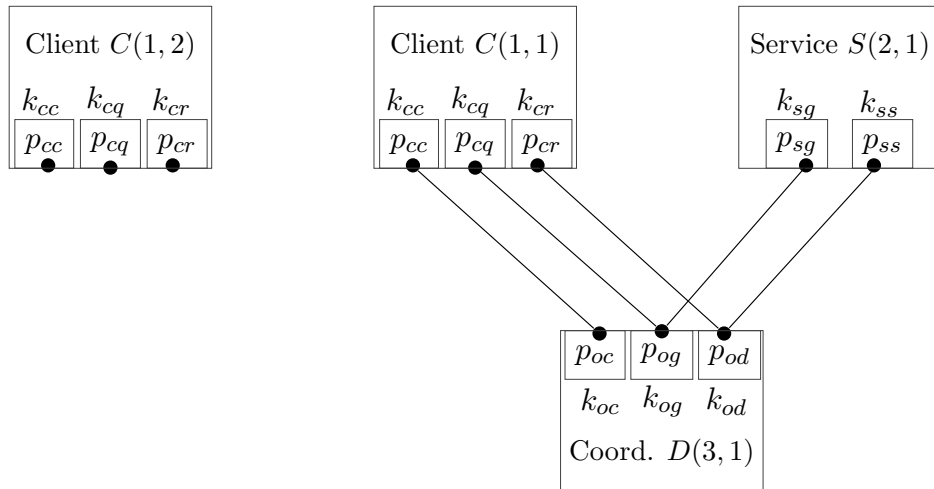 Client C(1, 2)
Client C(1, 1)
Service S(2, 1)
k_cc k_cq k_cr
k_cc k_cq k_cr
k_sg k_ss
p_cc p_cq p_cr
p_cc p_cq p_cr
p_sg p_ss
p_oc p_og p_od
k_oc k_og k_od
Coord. D(3, 1)